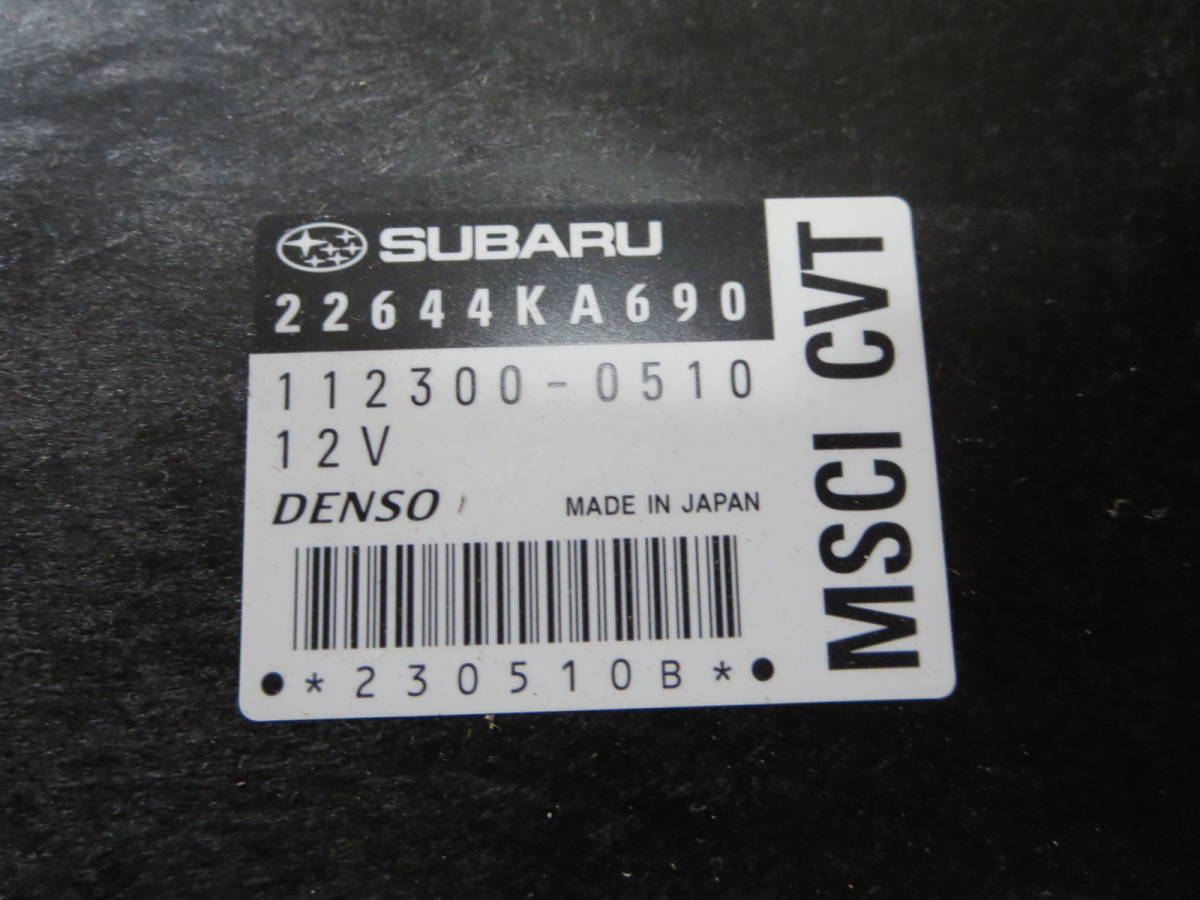 SUBARU
22644KA690
112300-0510
12V
DENSO
MADE IN JAPAN
*230510B*
MSCI CVT